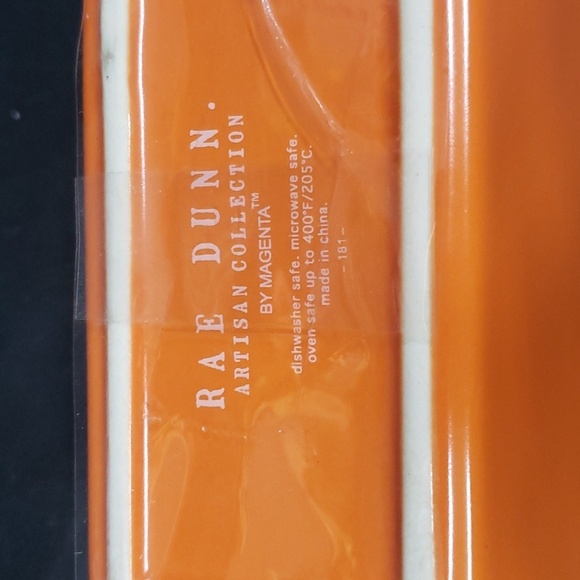 RAE DUNN.
ARTISAN COLLECTION
BY MAGENTA™
dishwasher safe. microwave safe.
oven safe up to 400°F/205°C.
made in china.
- 181 -